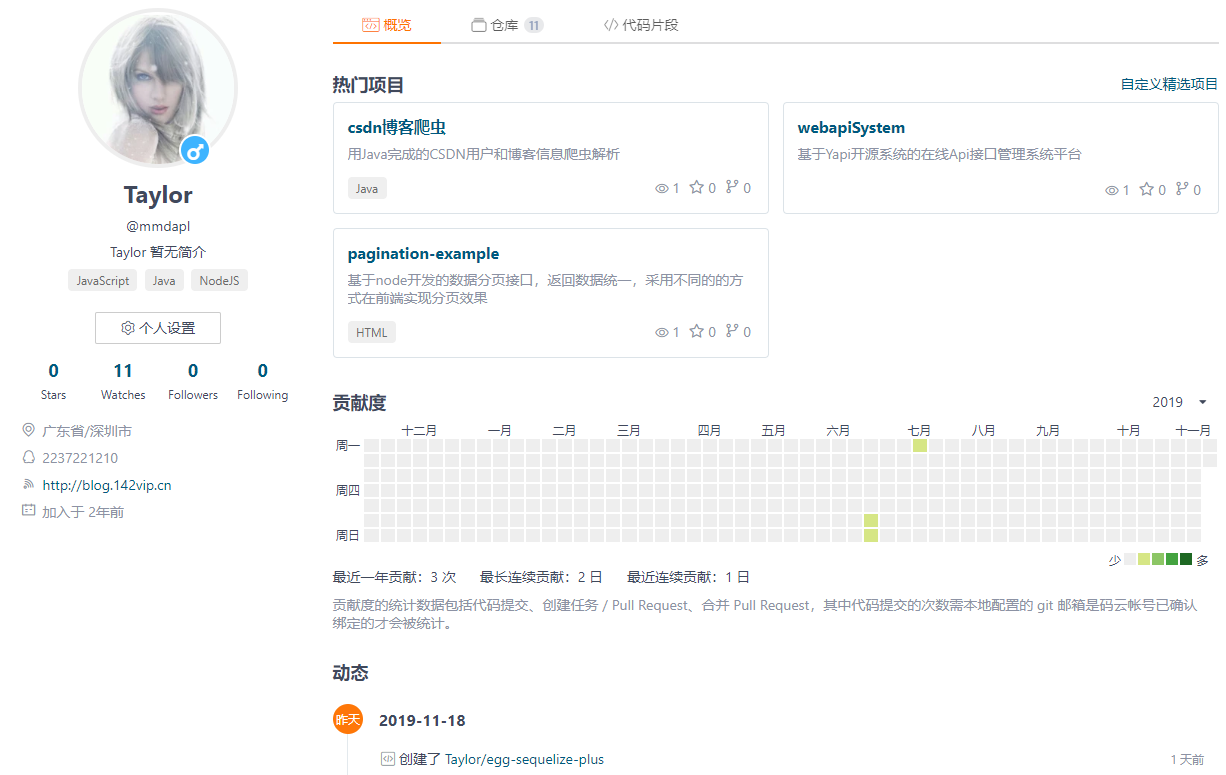 概览
仓库 11
代码片段
Taylor
@mmdapl
Taylor 暂无简介
JavaScript Java NodeJS
个人设置
0 11 0 0
Stars Watches Followers Following
广东省/深圳市
2237221210
http://blog.142vip.cn
加入于 2年前
热门项目
自定义精选项目
csdn博客爬虫
用Java完成的CSDN用户和博客信息爬虫解析
Java 1 0 0
webapiSystem
基于Yapi开源系统的在线Api接口管理系统平台
1 0 0
pagination-example
基于node开发的数据分页接口，返回数据统一，采用不同的的方
式在前端实现分页效果
HTML 1 0 0
贡献度
2019
十二月 一月 二月 三月 四月 五月 六月 七月 八月 九月 十月 十一月
周一
周四
周日
少 多
最近一年贡献：3 次 最长连续贡献：2 日 最近连续贡献：1 日
贡献度的统计数据包括代码提交、创建任务 / Pull Request、合并 Pull Request，其中代码提交的次数需本地配置的 git 邮箱是码云帐号已确认
绑定的才会被统计。
动态
昨天 2019-11-18
创建了 Taylor/egg-sequelize-plus 1 天前